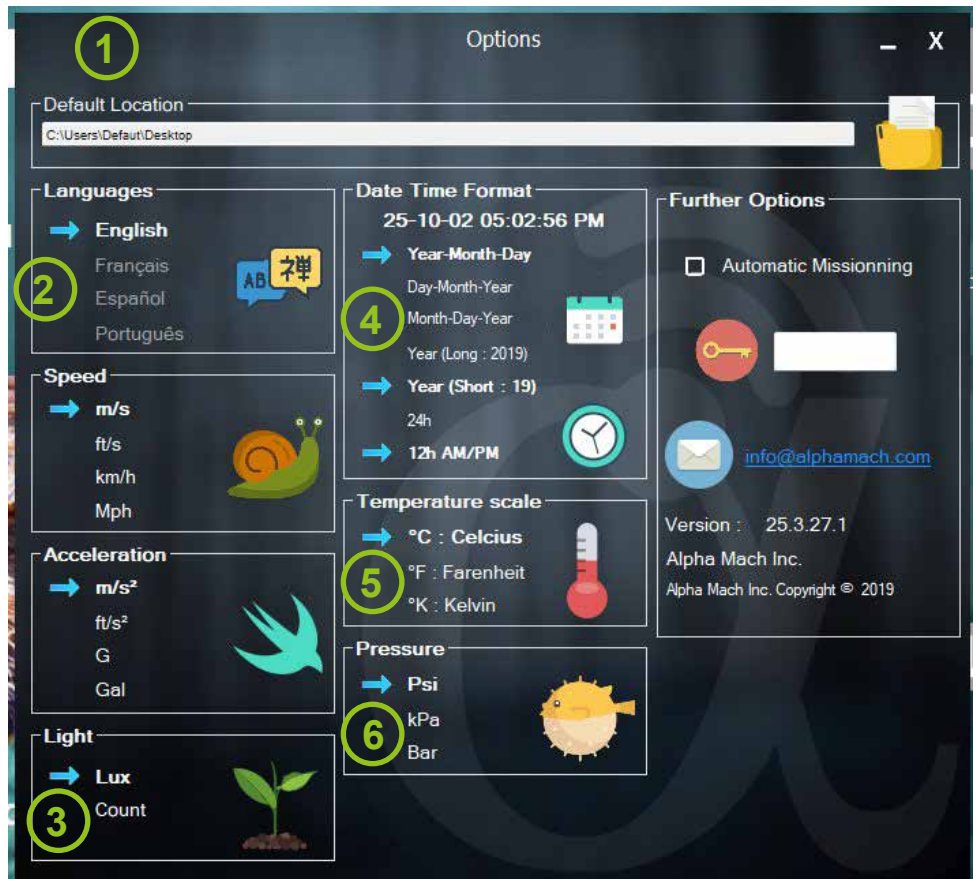 1
Options
_ X
Default Location
C:\Users\Defaut\Desktop
Languages
English
Français
Español
Português
2
AB 禅
Speed
m/s
ft/s
km/h
Mph
Acceleration
m/s²
ft/s²
G
Gal
Light
Lux
Count
3
Date Time Format
25-10-02 05:02:56 PM
Year-Month-Day
Day-Month-Year
Month-Day-Year
4
Year (Long : 2019)
Year (Short : 19)
24h
12h AM/PM
Temperature scale
°C : Celcius
°F : Farenheit
°K : Kelvin
5
Pressure
Psi
kPa
Bar
6
Further Options
Automatic Missionning
info@alphamach.com
Version : 25.3.27.1
Alpha Mach Inc.
Alpha Mach Inc. Copyright © 2019